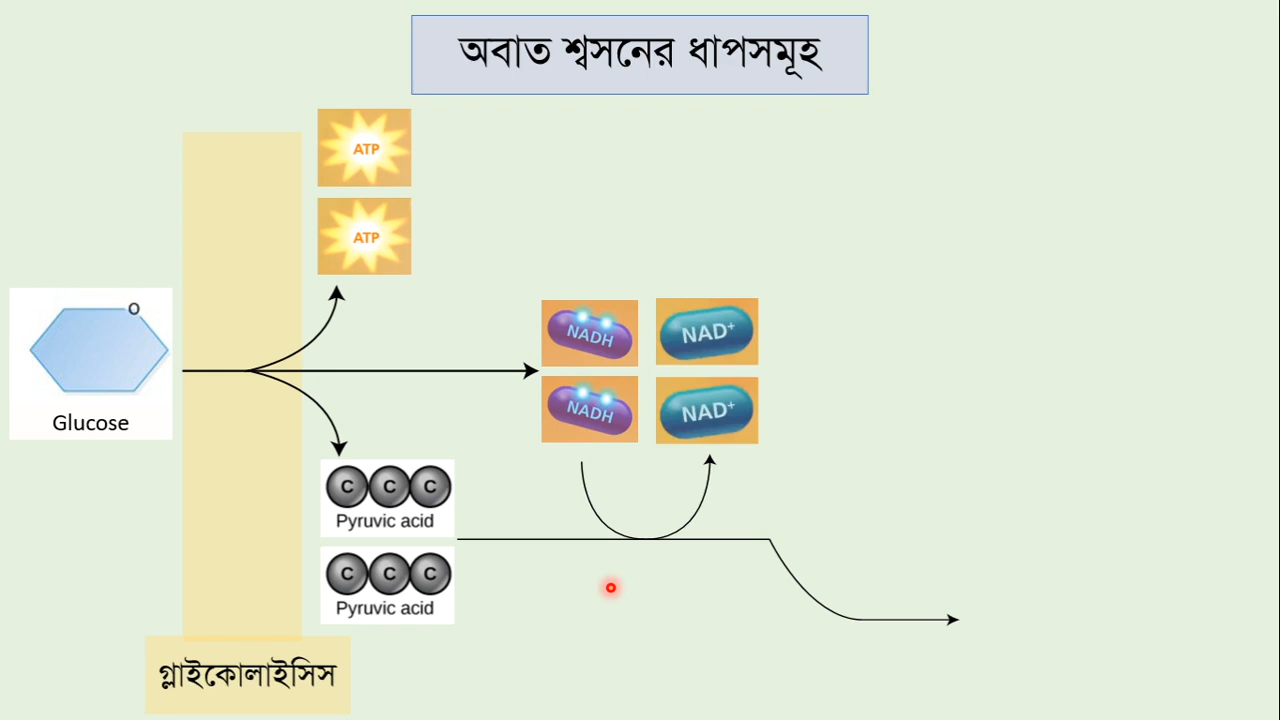 অবাত শ্বসনের ধাপসমূহ
ATP
ATP
O
Glucose
NADH
NAD⁺
NADH
NAD⁺
C C C
Pyruvic acid
C C C
Pyruvic acid
গ্লাইকোলাইসিস